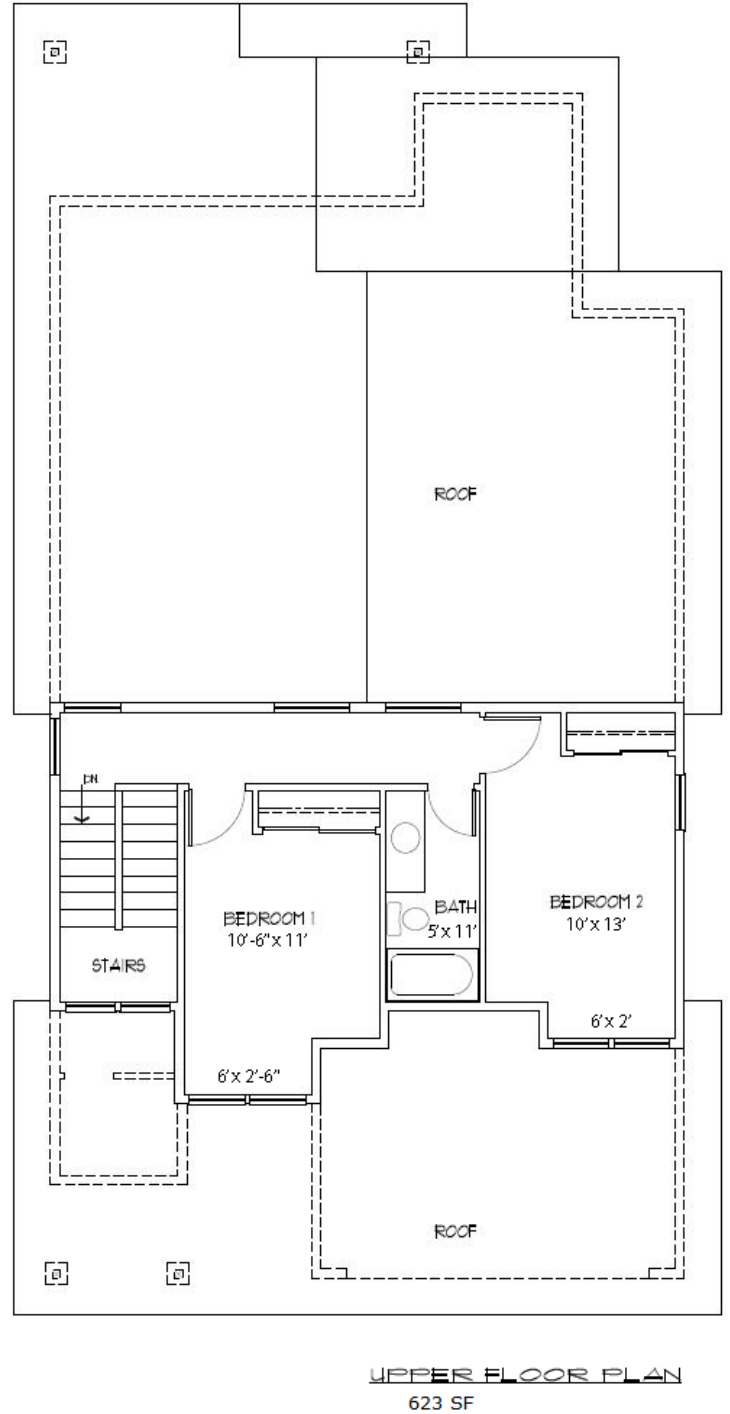 ROOF
DN
BEDROOM 1
10'-6" x 11'
BATH
5' x 11'
BEDROOM 2
10' x 13'
STAIRS
6' x 2'
6' x 2'-6"
ROOF
UPPER FLOOR PLAN
623 SF